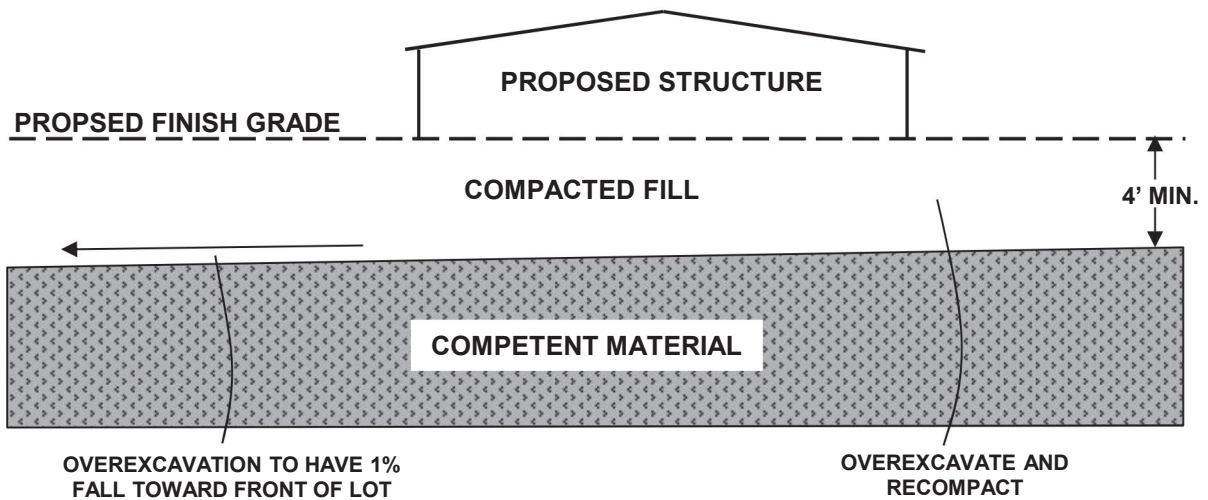 PROPOSED STRUCTURE
PROPSED FINISH GRADE
COMPACTED FILL
4’ MIN.
COMPETENT MATERIAL
OVEREXCAVATION TO HAVE 1%
FALL TOWARD FRONT OF LOT
OVEREXCAVATE AND
RECOMPACT